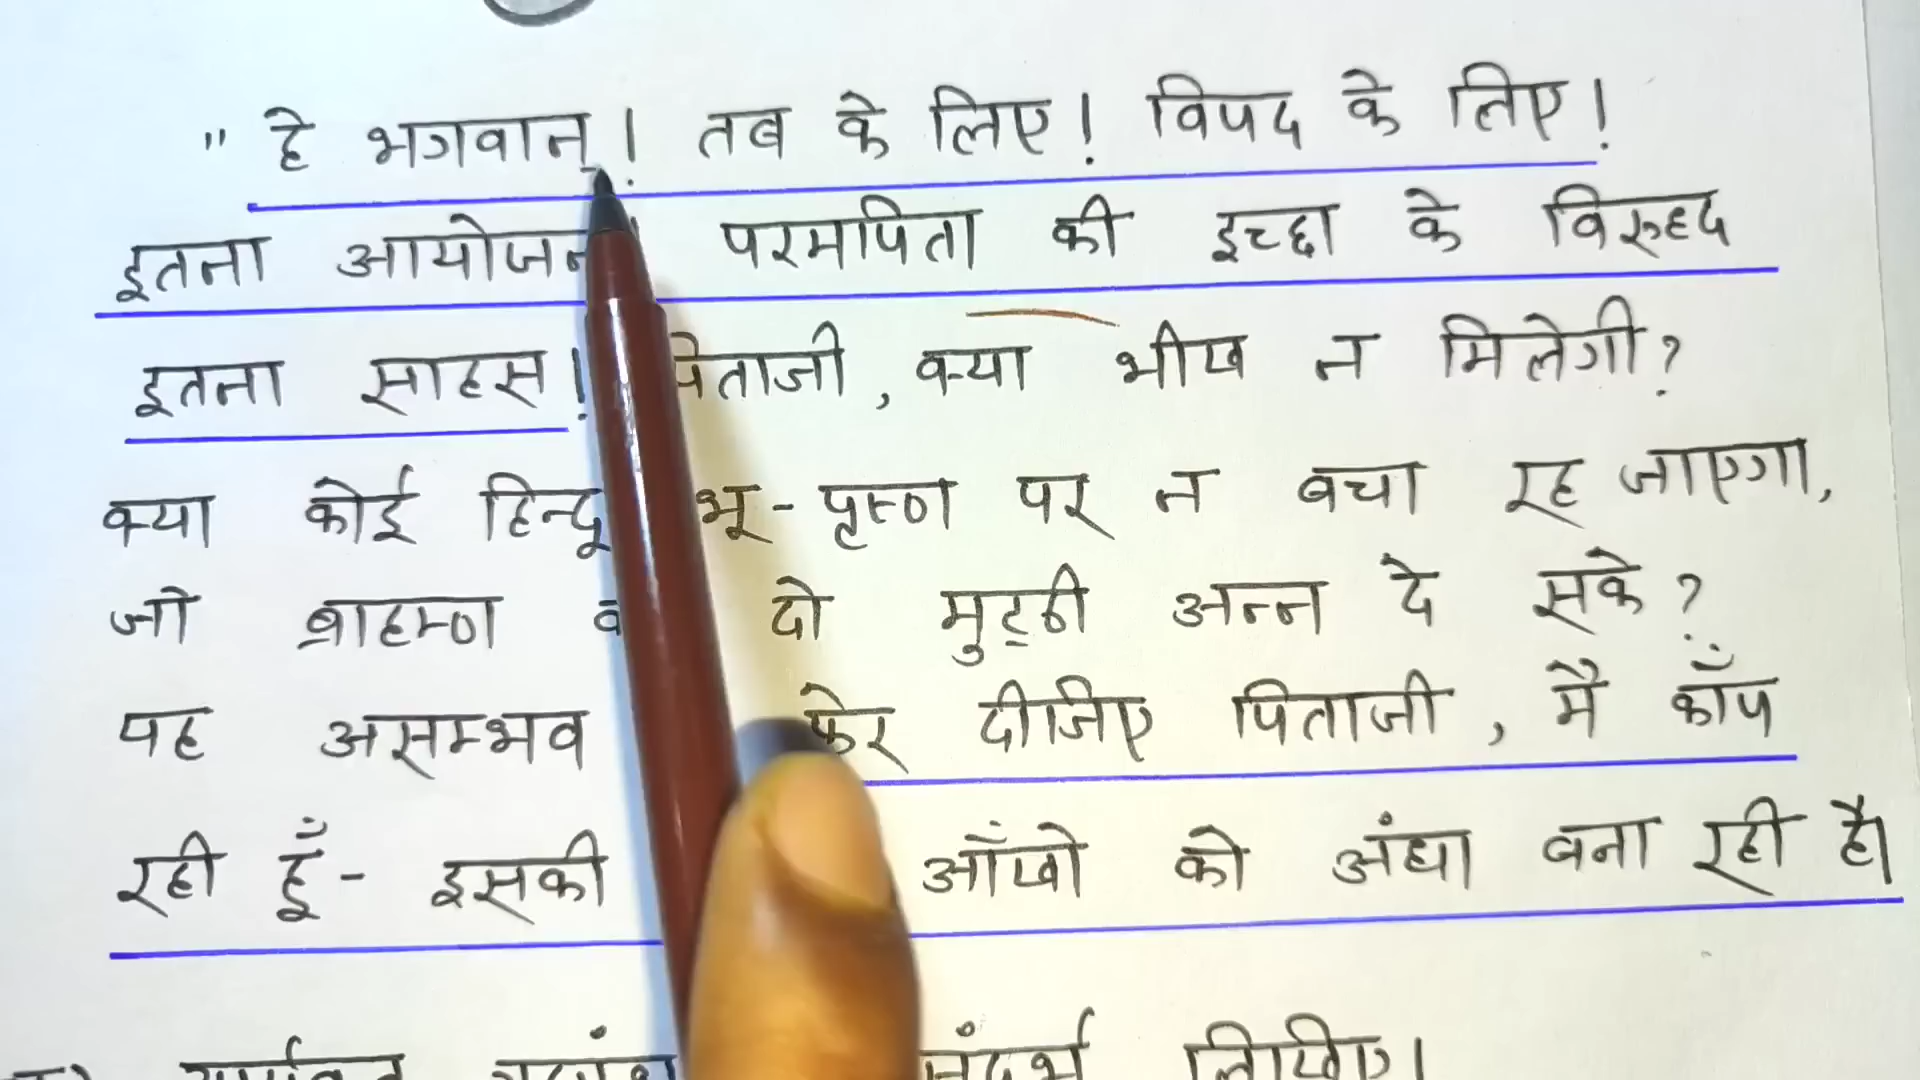 " हे भगवान्! तब के लिए! विपद के लिए!
इतना आयोजन! परमपिता की इच्छा के विरुद्ध
इतना साहस! पिताजी, क्या भीख न मिलेगी?
क्या कोई हिन्दू भू-पृष्ठ पर न बचा रह जाएगा,
जो ब्राह्मण दो मुट्ठी अन्न दे सके?
यह असम्भव फेर दीजिए पिताजी, मैं काँप
रही हूँ- इसकी आँखो को अंधा बना रही है।
संदर्भ लिखिए।